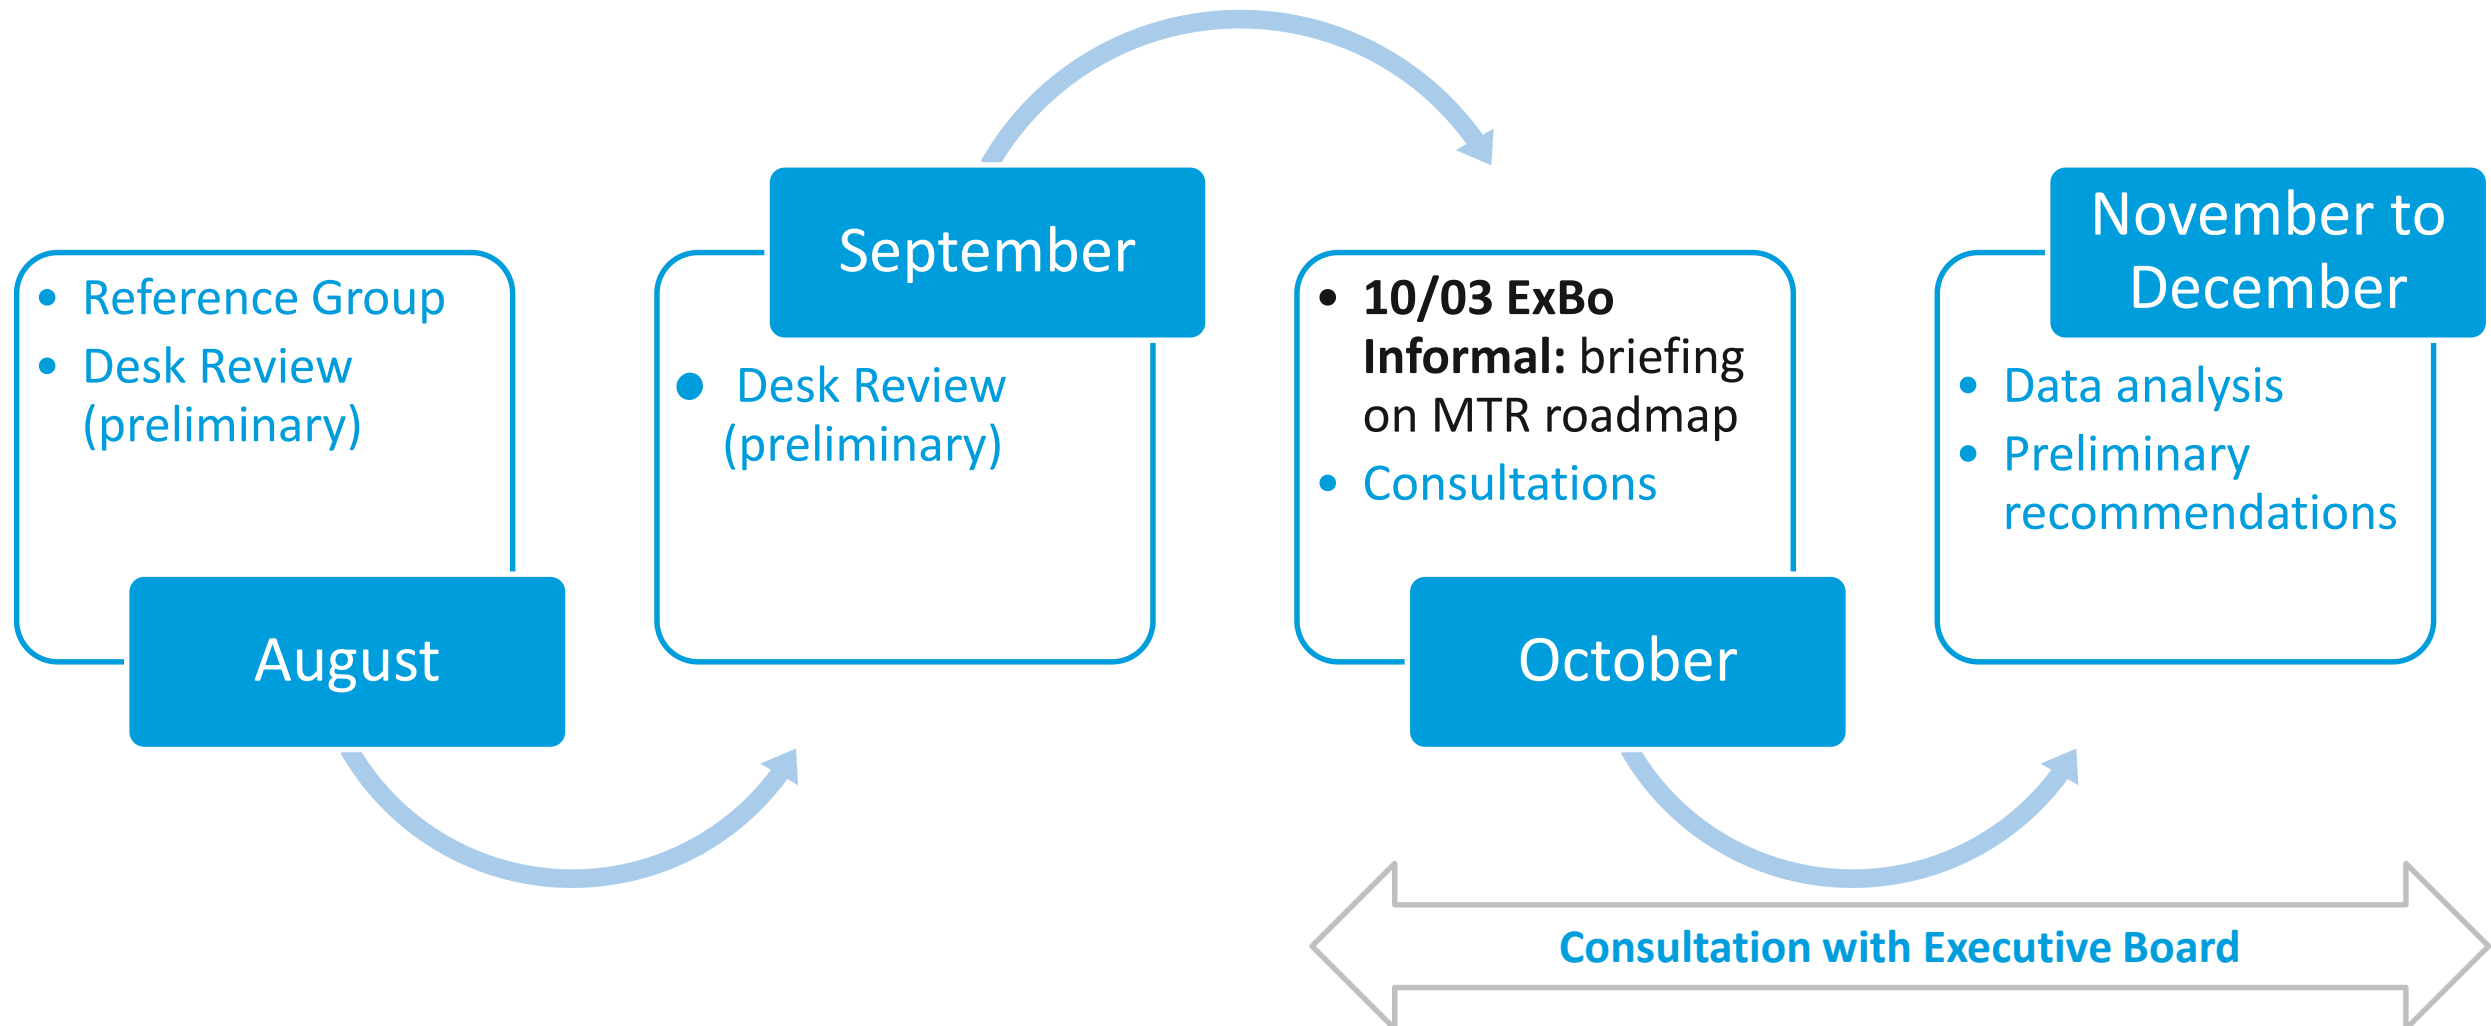 • Reference Group
• Desk Review
(preliminary)
August
September
• Desk Review
(preliminary)
• 10/03 ExBo
Informal: briefing
on MTR roadmap
• Consultations
October
November to
December
• Data analysis
• Preliminary
recommendations
Consultation with Executive Board